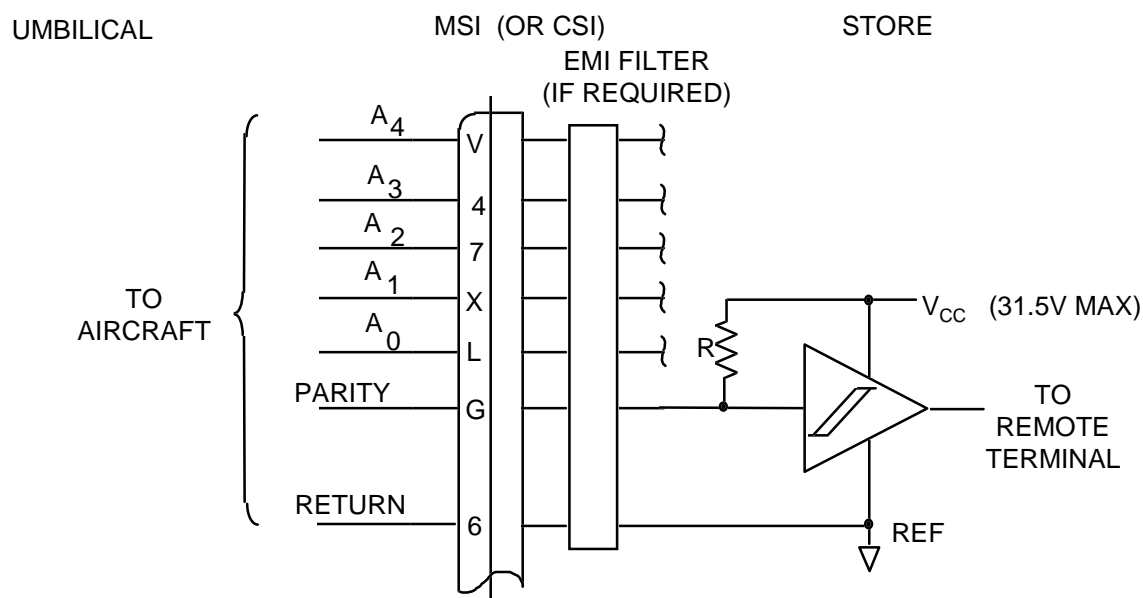 UMBILICAL
MSI (OR CSI)
STORE
EMI FILTER
(IF REQUIRED)
A4
V
A3
4
A2
7
TO
AIRCRAFT
A1
X
VCC (31.5V MAX)
A0
L
R
PARITY
G
TO
REMOTE
TERMINAL
RETURN
6
REF